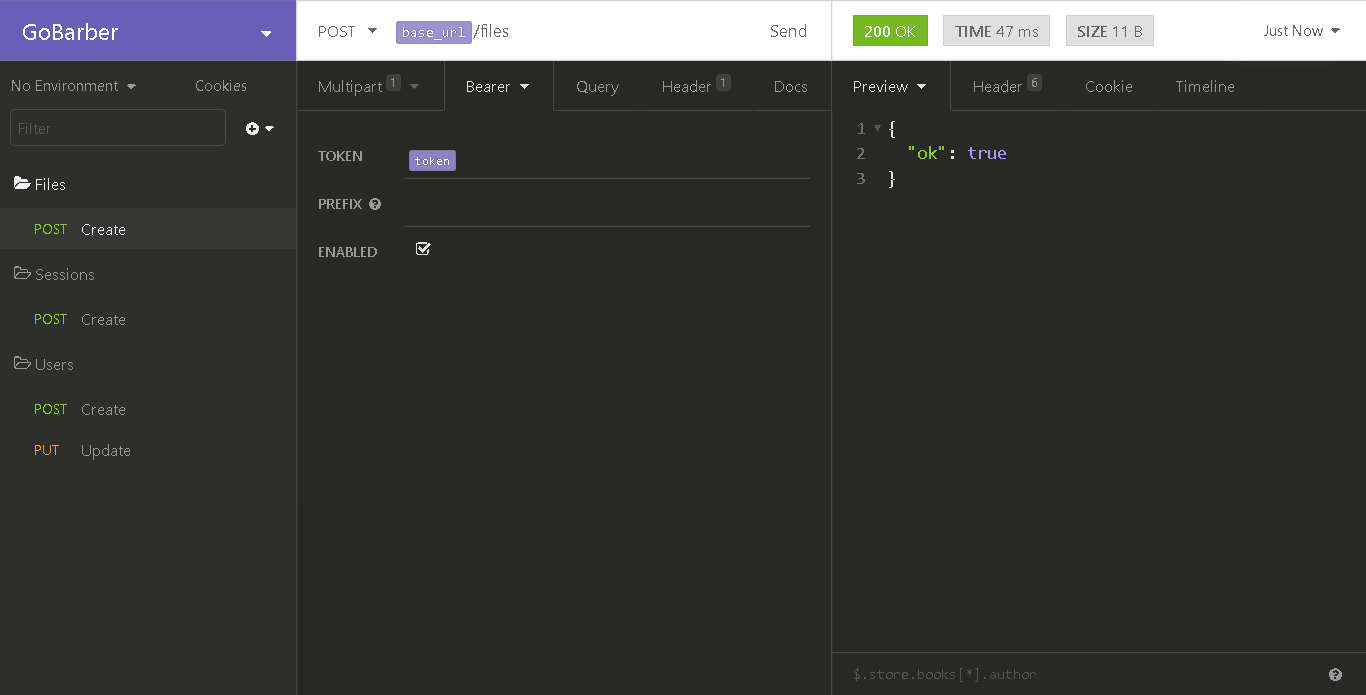 GoBarber
POST base_url/files Send
200 OK TIME 47 ms SIZE 11 B Just Now
No Environment Cookies
Filter
Files
POST Create
Sessions
POST Create
Users
POST Create
PUT Update
Multipart 1 Bearer Query Header 1 Docs
TOKEN token
PREFIX
ENABLED
Preview Header 6 Cookie Timeline
1 {
2 "ok": true
3 }
$.store.books[*].author